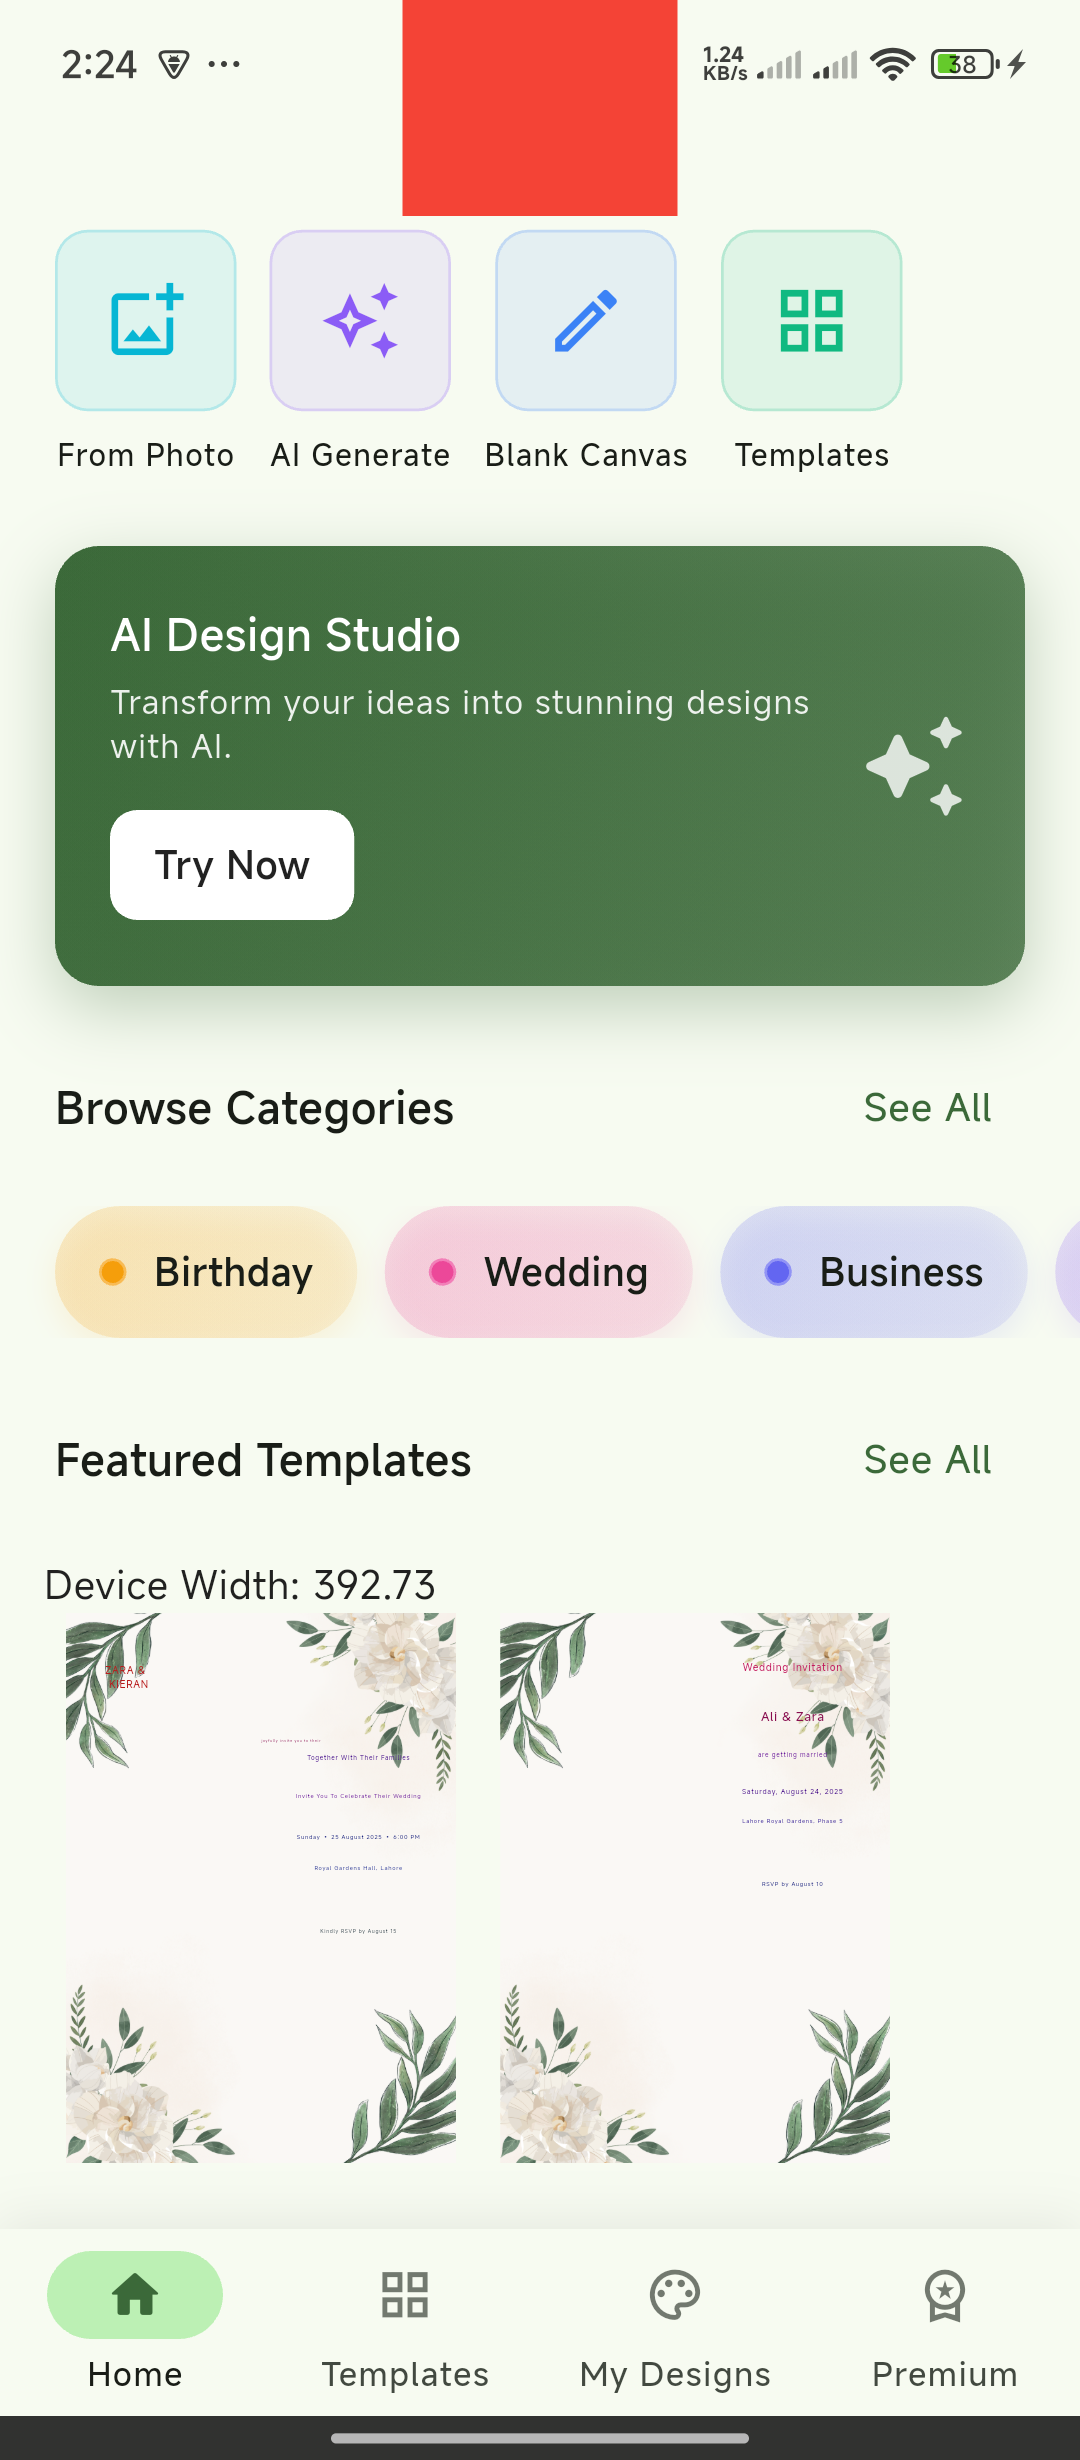 2:24
1.24
KB/s
38
From Photo
AI Generate
Blank Canvas
Templates
AI Design Studio
Transform your ideas into stunning designs
with AI.
Try Now
Browse Categories
See All
Birthday
Wedding
Business
Featured Templates
See All
Device Width: 392.73
ZARA &
KIERAN
joyfully invite you to their
Together With Their Families
Invite You To Celebrate Their Wedding
Sunday • 25 August 2025 • 6:00 PM
Royal Gardens Hall, Lahore
Kindly RSVP by August 15
Wedding Invitation
Ali & Zara
are getting married!
Saturday, August 24, 2025
Lahore Royal Gardens, Phase 5
RSVP by August 10
Home
Templates
My Designs
Premium